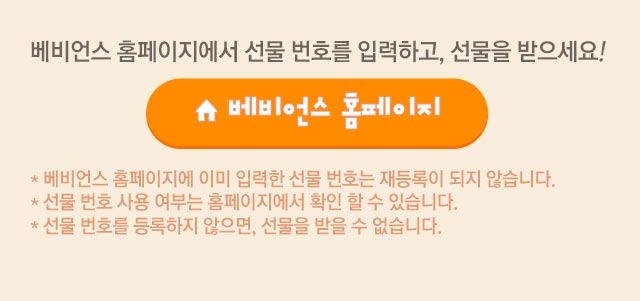 베비언스 홈페이지에서 선물 번호를 입력하고, 선물을 받으세요!
베비언스 홈페이지
* 베비언스 홈페이지에 이미 입력한 선물 번호는 재등록이 되지 않습니다.
* 선물 번호 사용 여부는 홈페이지에서 확인 할 수 있습니다.
* 선물 번호를 등록하지 않으면, 선물을 받을 수 없습니다.